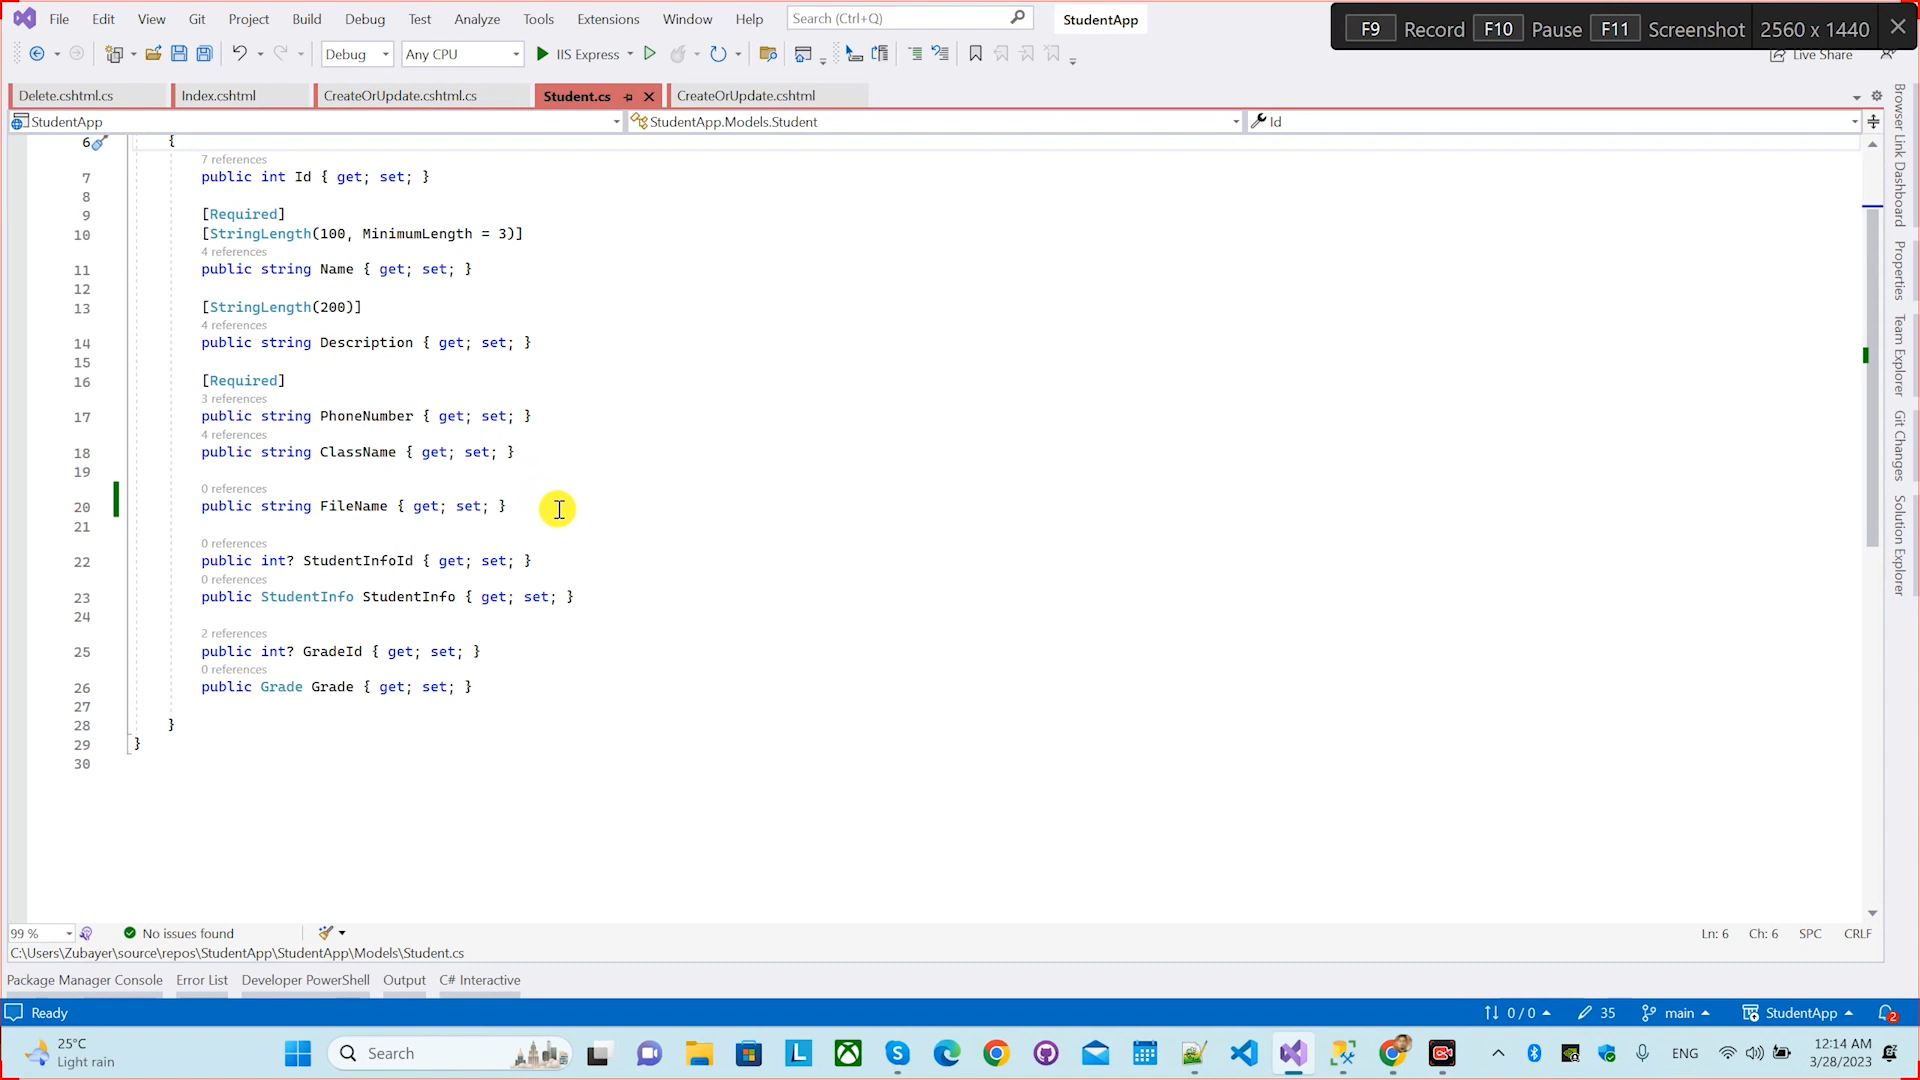 File Edit View Git Project Build Debug Test Analyze Tools Extensions Window Help Search (Ctrl+Q) StudentApp
F9 Record F10 Pause F11 Screenshot 2560 x 1440
Debug Any CPU IIS Express Live Share
Delete.cshtml.cs Index.cshtml CreateOrUpdate.cshtml.cs Student.cs CreateOrUpdate.cshtml
StudentApp StudentApp.Models.Student Id
6 {
7 references
7 public int Id { get; set; }
8
9 [Required]
10 [StringLength(100, MinimumLength = 3)]
4 references
11 public string Name { get; set; }
12
13 [StringLength(200)]
4 references
14 public string Description { get; set; }
15
16 [Required]
3 references
17 public string PhoneNumber { get; set; }
4 references
18 public string ClassName { get; set; }
19
0 references
20 public string FileName { get; set; }
21
0 references
22 public int? StudentInfoId { get; set; }
0 references
23 public StudentInfo StudentInfo { get; set; }
24
2 references
25 public int? GradeId { get; set; }
0 references
26 public Grade Grade { get; set; }
27
28 }
29 }
30
Browser Link Dashboard
Properties
Team Explorer
Git Changes
Solution Explorer
99 % No issues found Ln: 6 Ch: 6 SPC CRLF
C:\Users\Zubayer\source\repos\StudentApp\StudentApp\Models\Student.cs
Package Manager Console Error List Developer PowerShell Output C# Interactive
Ready 0 / 0 35 main StudentApp 2
25°C
Light rain
Search
ENG
12:14 AM
3/28/2023